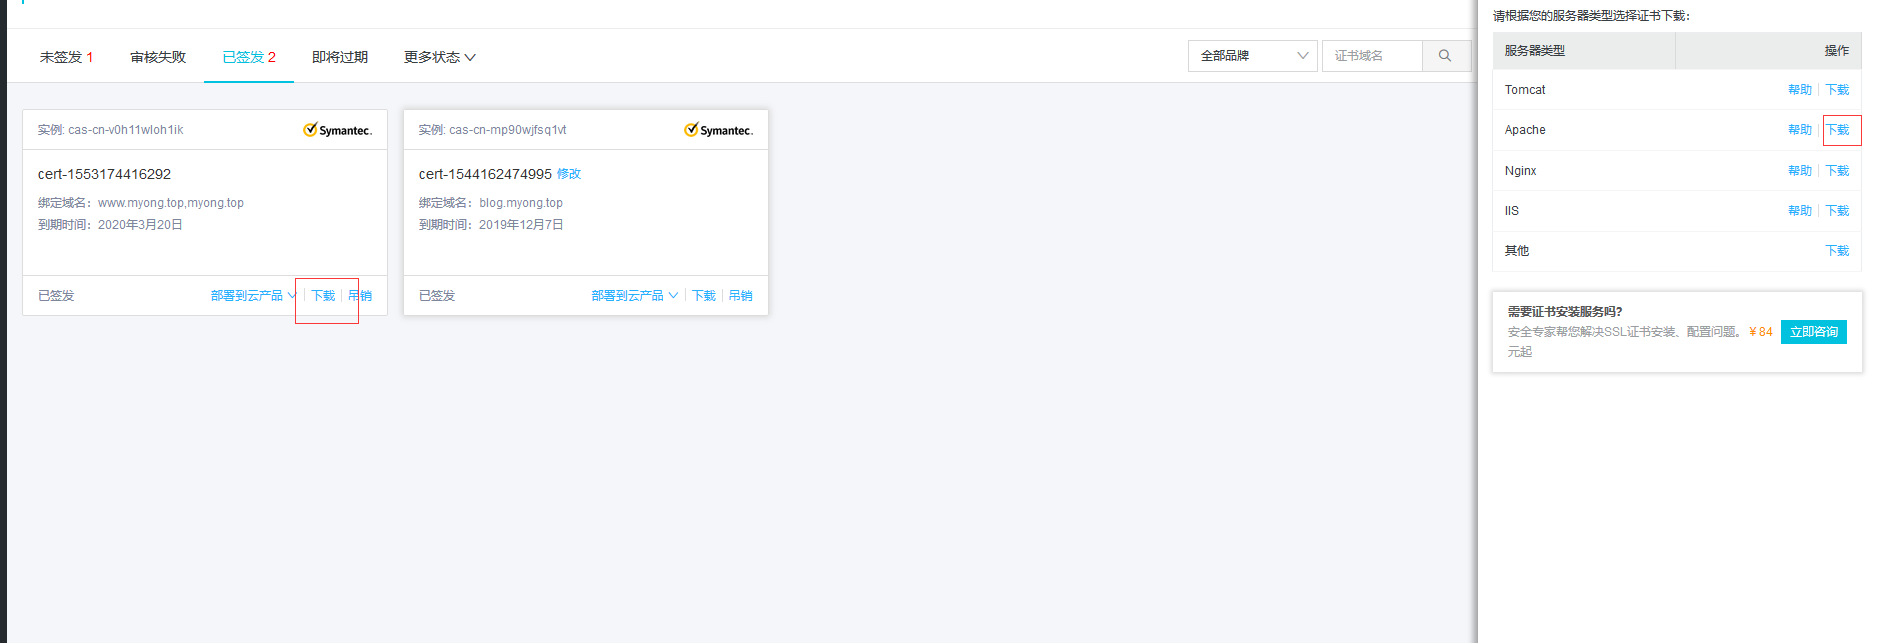 未签发 1 审核失败 已签发 2 即将过期 更多状态
全部品牌 证书域名
实例: cas-cn-v0h11wloh1ik Symantec.
cert-1553174416292
绑定域名：www.myong.top,myong.top
到期时间：2020年3月20日
已签发 部署到云产品 下载 吊销
实例: cas-cn-mp90wjfsq1vt Symantec.
cert-1544162474995 修改
绑定域名：blog.myong.top
到期时间：2019年12月7日
已签发 部署到云产品 下载 吊销
请根据您的服务器类型选择证书下载：
服务器类型 操作
Tomcat 帮助 下载
Apache 帮助 下载
Nginx 帮助 下载
IIS 帮助 下载
其他 下载
需要证书安装服务吗?
安全专家帮您解决SSL证书安装、配置问题。￥84
元起
立即咨询